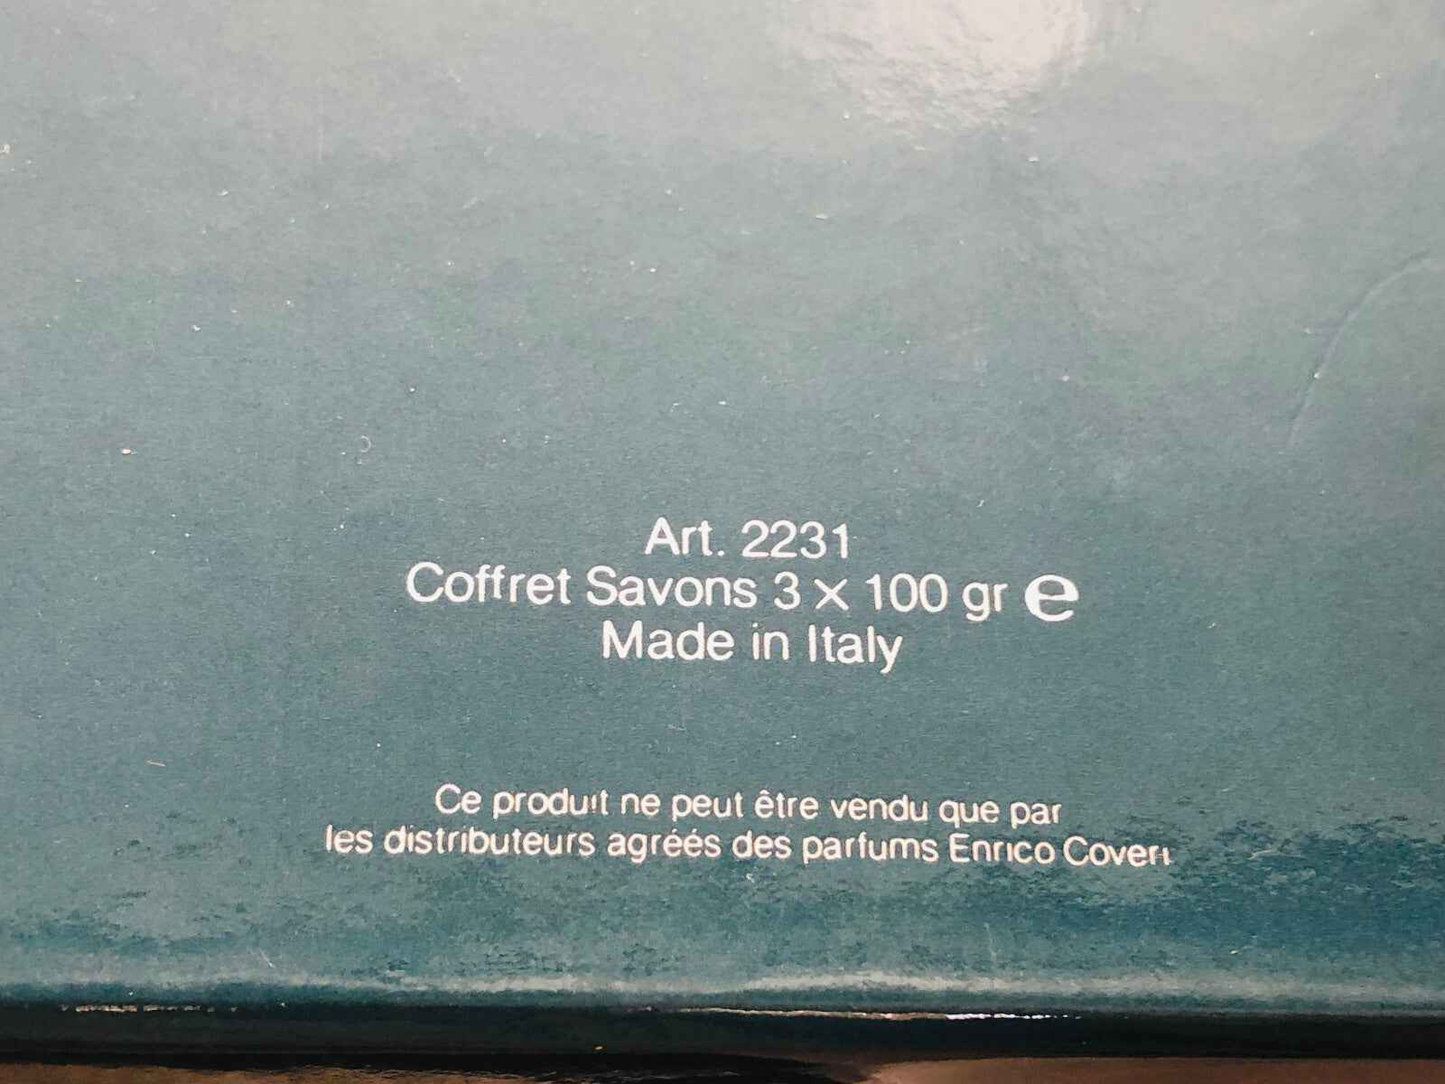 Art. 2231
Coffret Savons 3 × 100 gr ℮
Made in Italy
Ce produit ne peut être vendu que par
les distributeurs agréés des parfums Enrico Coveri